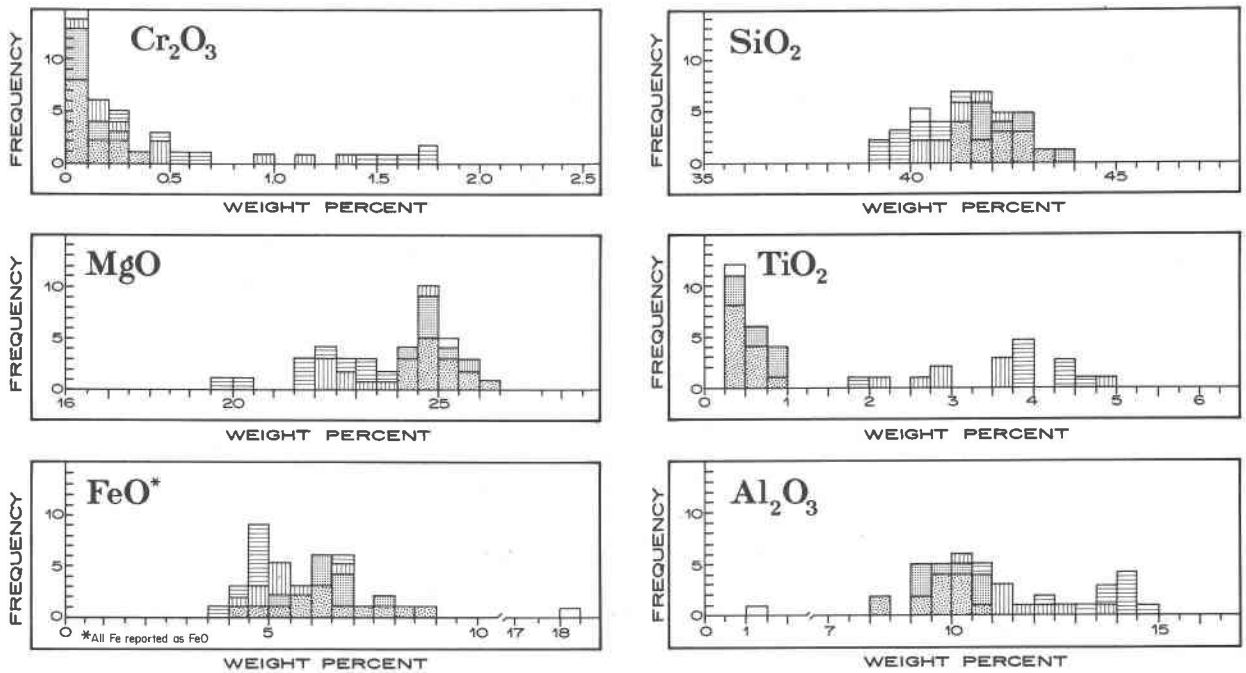 FREQUENCY
Cr₂O₃
10
5
0
0 0.5 1.0 1.5 2.0 2.5
WEIGHT PERCENT
FREQUENCY
SiO₂
10
5
0
35 40 45
WEIGHT PERCENT
FREQUENCY
MgO
10
5
0
16 20 25
WEIGHT PERCENT
FREQUENCY
TiO₂
10
5
0
0 1 2 3 4 5 6
WEIGHT PERCENT
FREQUENCY
FeO*
10
5
0
0 5 10 17 18
*All Fe reported as FeO
WEIGHT PERCENT
FREQUENCY
Al₂O₃
10
5
0
0 1 7 10 15
WEIGHT PERCENT